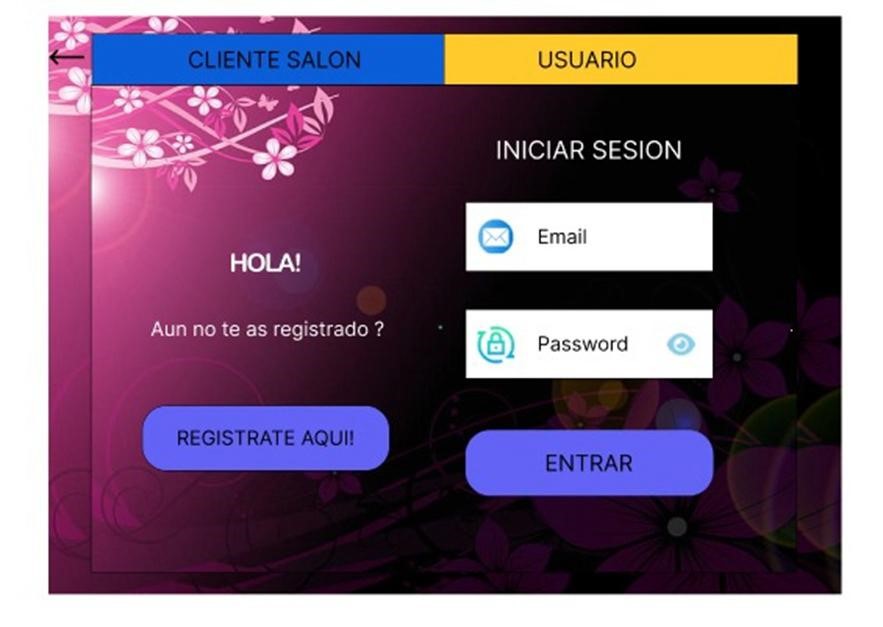 CLIENTE SALON
USUARIO
INICIAR SESION
Email
HOLA!
Aun no te as registrado ?
Password
REGISTRATE AQUI!
ENTRAR